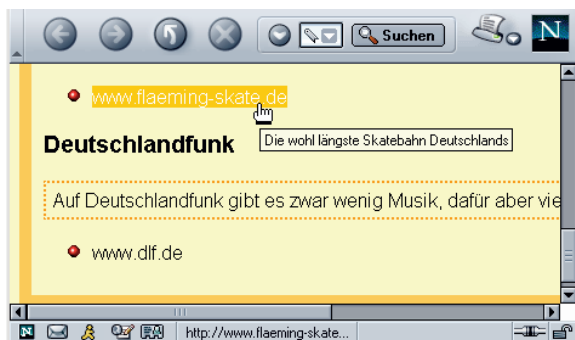 Suchen
N
www.flaeming-skate.de
Deutschlandfunk
Die wohl längste Skatebahn Deutschlands
Auf Deutschlandfunk gibt es zwar wenig Musik, dafür aber vie
www.dlf.de
N
http://www.flaeming-skate...